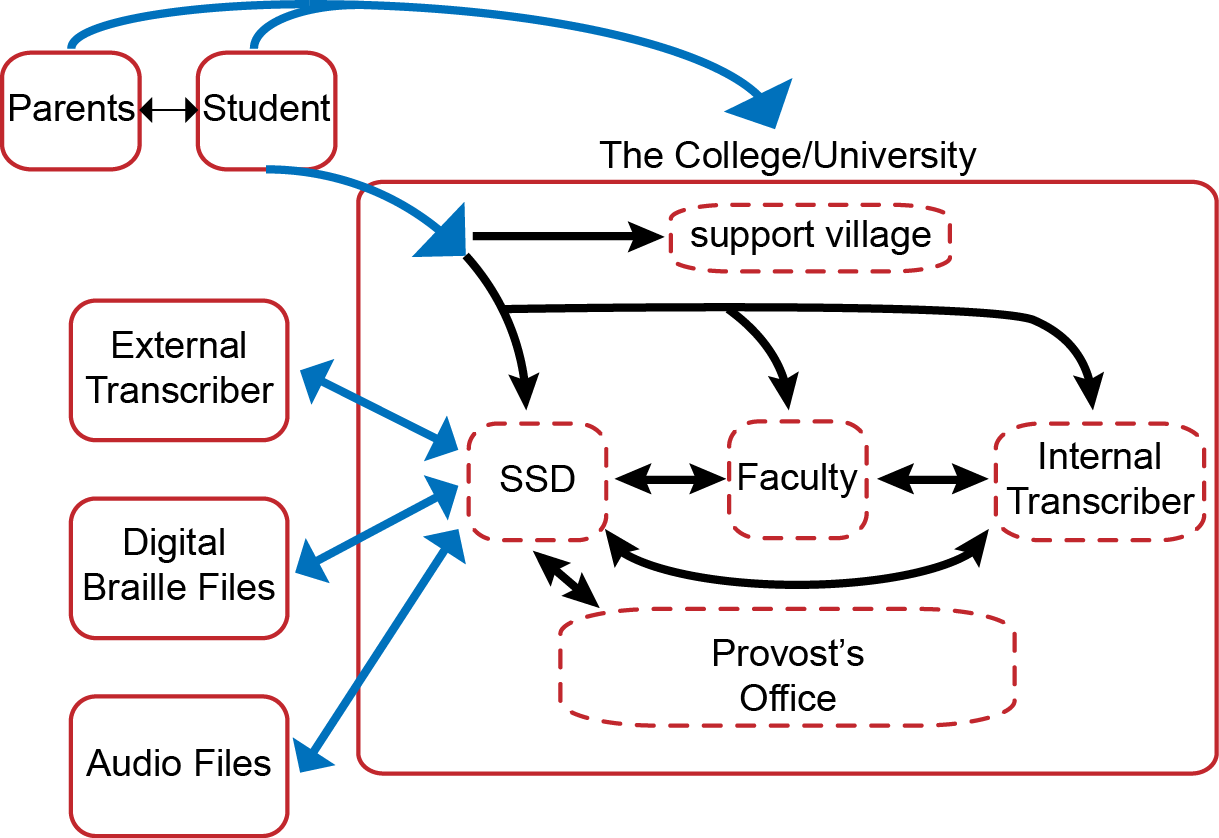 Parents
Student
The College/University
support village
External
Transcriber
SSD
Faculty
Internal
Transcriber
Digital
Braille Files
Provost’s
Office
Audio Files